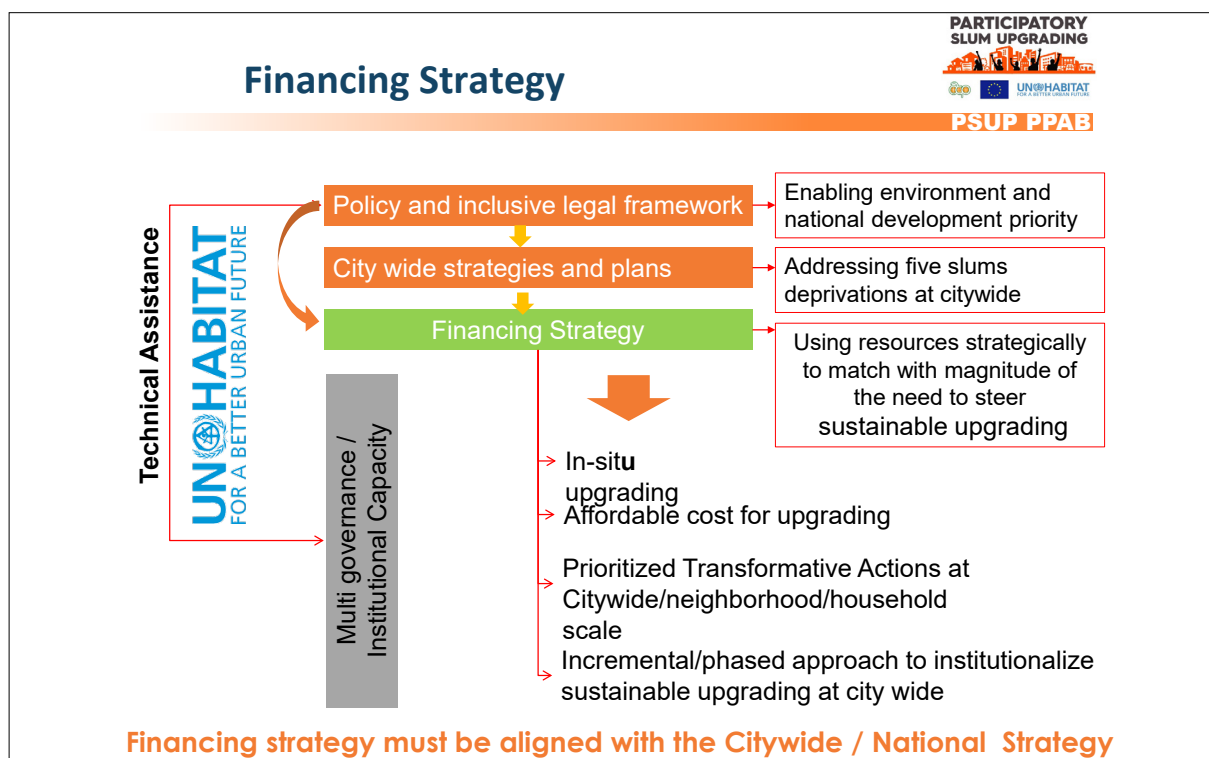 PARTICIPATORY
SLUM UPGRADING
Financing Strategy
acp
UN HABITAT
FOR A BETTER URBAN FUTURE
PSUP PPAB
Policy and inclusive legal framework
Enabling environment and
national development priority
City wide strategies and plans
Addressing five slums
deprivations at citywide
Financing Strategy
Using resources strategically
to match with magnitude of
the need to steer
sustainable upgrading
Technical Assistance
UN HABITAT
FOR A BETTER URBAN FUTURE
Multi governance /
Institutional Capacity
In-situ
upgrading
Affordable cost for upgrading
Prioritized Transformative Actions at
Citywide/neighborhood/household
scale
Incremental/phased approach to institutionalize
sustainable upgrading at city wide
Financing strategy must be aligned with the Citywide / National Strategy